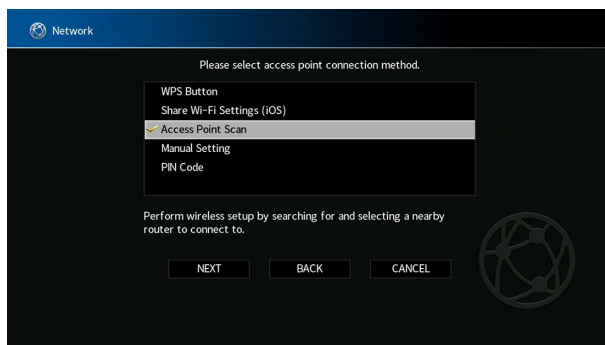 Network
Please select access point connection method.
WPS Button
Share Wi-Fi Settings (iOS)
Access Point Scan
Manual Setting
PIN Code
Perform wireless setup by searching for and selecting a nearby
router to connect to.
NEXT BACK CANCEL